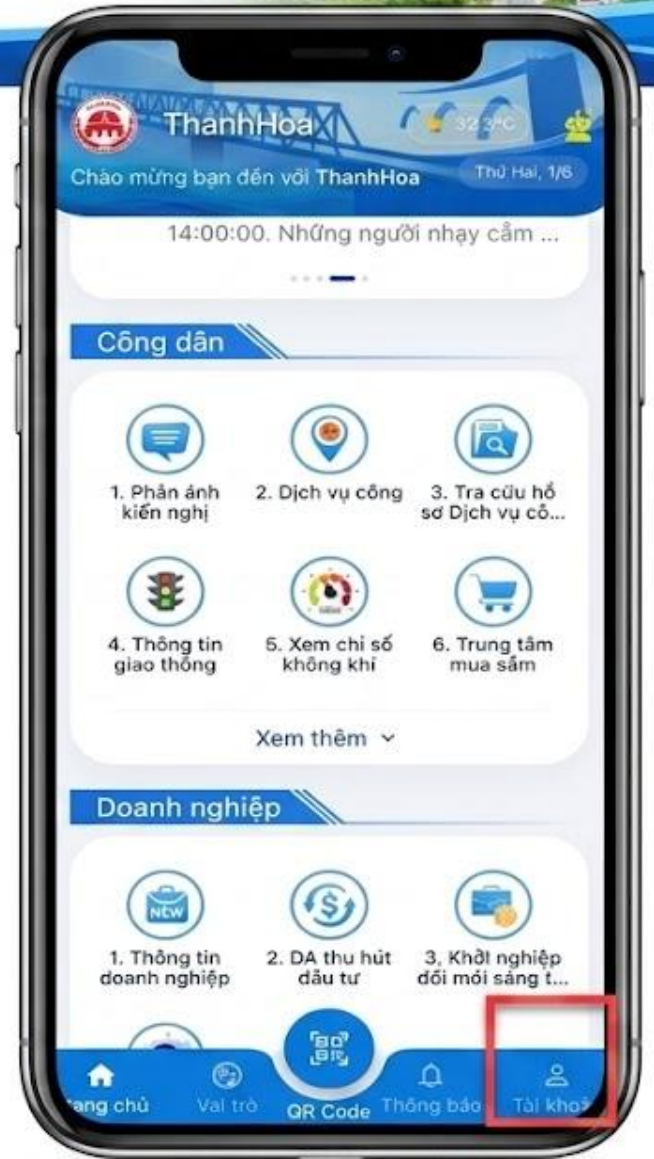 ThanhHoa
32.3°C
Chào mừng bạn đến với ThanhHoa
Thứ Hai, 1/6
14:00:00. Những người nhạy cảm ...
Công dân
1. Phản ánh
kiến nghị
2. Dịch vụ công
3. Tra cứu hồ
sơ Dịch vụ cô...
4. Thông tin
giao thông
5. Xem chỉ số
không khí
6. Trung tâm
mua sắm
Xem thêm
Doanh nghiệp
1. Thông tin
doanh nghiệp
2. DA thu hút
đầu tư
3, Khởi nghiệp
đổi mới sáng t...
rang chủ
Vai trò
QR Code
Thông báo
Tài khoả